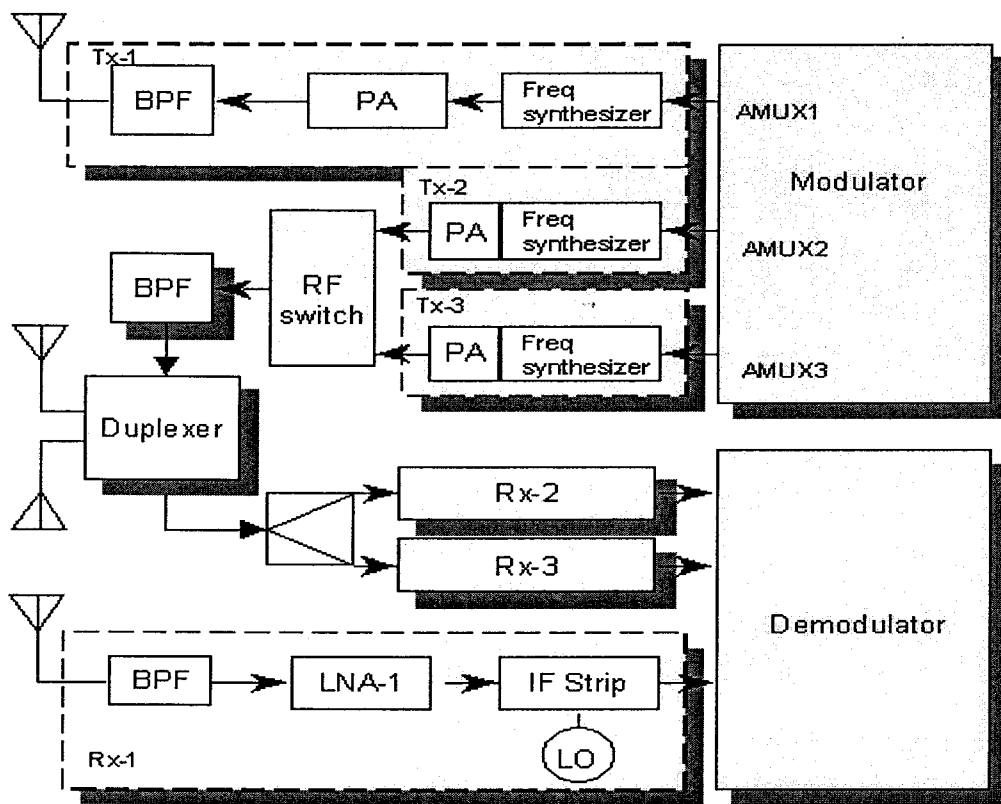 Tx-1
BPF
PA
Freq
synthesizer
AMUX1
Modulator
Tx-2
PA
Freq
synthesizer
AMUX2
RF
switch
BPF
Tx-3
PA
Freq
synthesizer
AMUX3
Duplexer
Rx-2
Rx-3
Demodulator
BPF
LNA-1
IF Strip
LO
Rx-1